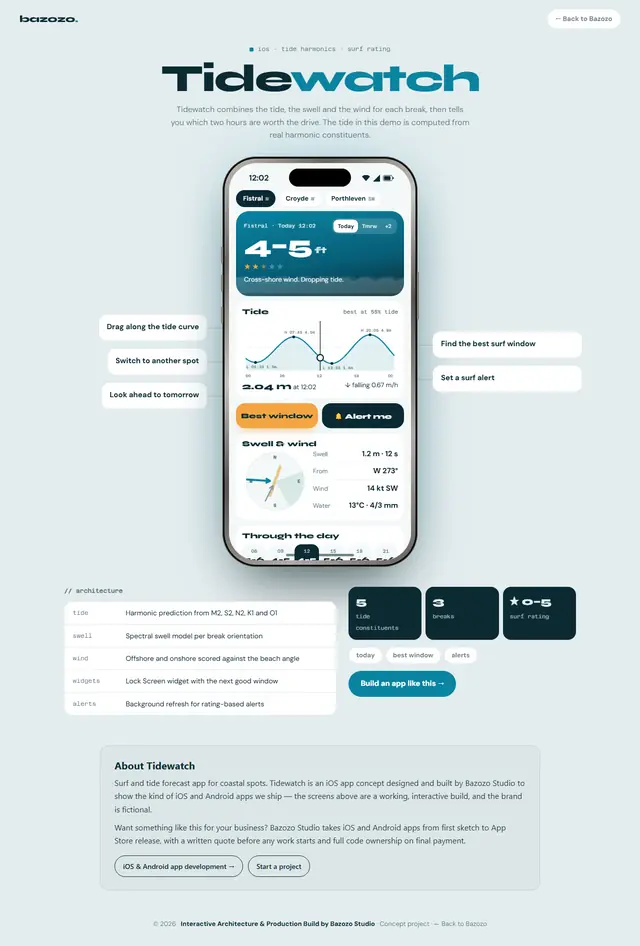 bazozo.
← Back to Bazozo
ios · tide harmonics · surf rating
Tidewatch
Tidewatch combines the tide, the swell and the wind for each break, then tells
you which two hours are worth the drive. The tide in this demo is computed from
real harmonic constituents.
12:02
Fistral W
Croyde W
Porthleven SW
Fistral · Today 12:02
Today Tmrw +2
4–5 ft
★★★★★
Cross-shore wind. Dropping tide.
Tide
best at 55% tide
06 12 18 00
2.04 m at 12:02
↓ falling 0.67 m/h
Best window
🔔 Alert me
Swell & wind
N
E
S
Swell 1.2 m · 12 s
From W 273°
Wind 14 kt SW
Water 13°C · 4/3 mm
Through the day
06 09 12 15 18 21
Drag along the tide curve
Switch to another spot
Look ahead to tomorrow
Find the best surf window
Set a surf alert
// architecture
tide Harmonic prediction from M2, S2, N2, K1 and O1
swell Spectral swell model per break orientation
wind Offshore and onshore scored against the beach angle
widgets Lock Screen widget with the next good window
alerts Background refresh for rating-based alerts
5
tide
constituents
3
breaks
★ 0–5
surf rating
today
best window
alerts
Build an app like this →
About Tidewatch
Surf and tide forecast app for coastal spots. Tidewatch is an iOS app concept designed and built by Bazozo Studio to
show the kind of iOS and Android apps we ship — the screens above are a working, interactive build, and the brand
is fictional.
Want something like this for your business? Bazozo Studio takes iOS and Android apps from first sketch to App
Store release, with a written quote before any work starts and full code ownership on final payment.
iOS & Android app development →
Start a project
© 2026 Interactive Architecture & Production Build by Bazozo Studio · Concept project · ← Back to Bazozo